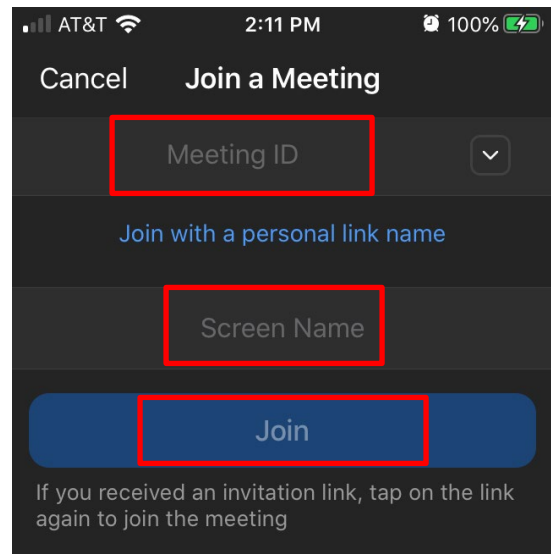 AT&T 2:11 PM 100%
Cancel Join a Meeting
Meeting ID
Join with a personal link name
Screen Name
Join
If you received an invitation link, tap on the link
again to join the meeting